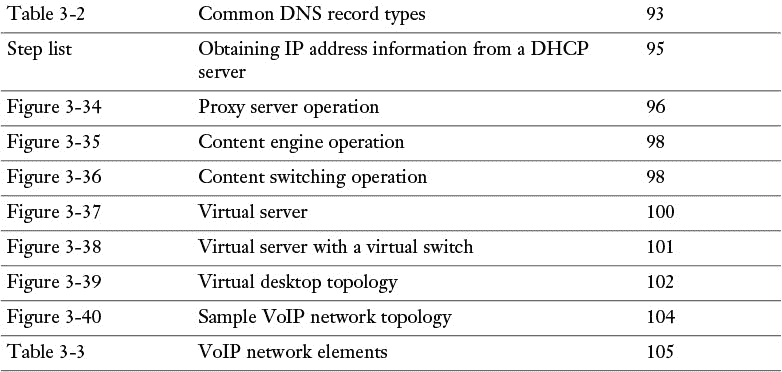 Table 3-2 Common DNS record types 93
Step list Obtaining IP address information from a DHCP 95
server
Figure 3-34 Proxy server operation 96
Figure 3-35 Content engine operation 98
Figure 3-36 Content switching operation 98
Figure 3-37 Virtual server 100
Figure 3-38 Virtual server with a virtual switch 101
Figure 3-39 Virtual desktop topology 102
Figure 3-40 Sample VoIP network topology 104
Table 3-3 VoIP network elements 105